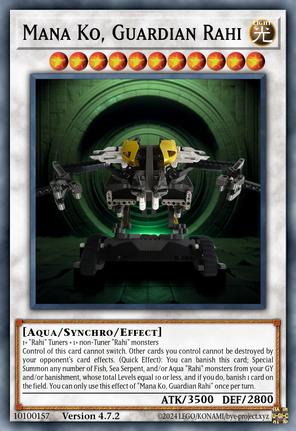 Mana Ko, Guardian Rahi
LIGHT
光
[Aqua/Synchro/Effect]
1+ "Rahi" Tuners + 1+ non-Tuner "Rahi" monsters
Control of this card cannot switch. Other cards you control cannot be destroyed
by your opponent's card effects. (Quick Effect): You can banish this card; Special
Summon any number of Fish, Sea Serpent, and/or Aqua "Rahi" monsters from your GY
and/or banishment, whose total Levels equal 10 or less, and if you do, banish 1 card on
the field. You can only use this effect of "Mana Ko, Guardian Rahi" once per turn.
ATK/3500 DEF/2800
10100157 Version 4.7.2 ©2024 LEGO/KONAMI/bye-project.xyz